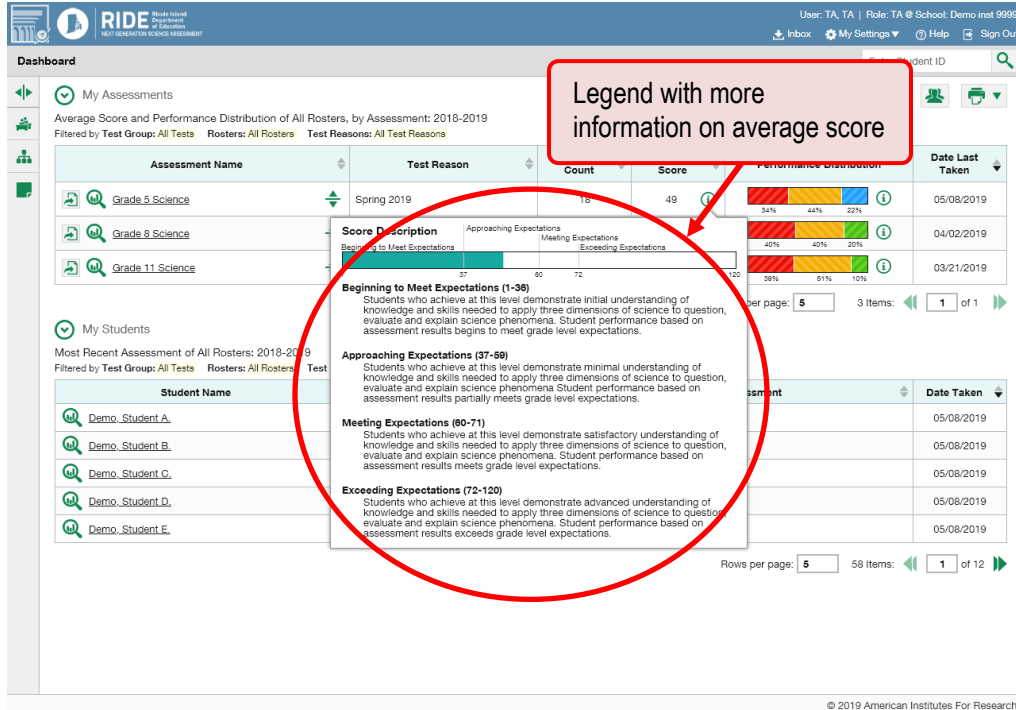 RIDE Rhode Island Department of Education
NEXT GENERATION SCIENCE ASSESSMENT
User: TA, TA | Role: TA @ School: Demo inst 9999
Inbox My Settings Help Sign Out
Dashboard
Student ID
Legend with more
information on average score
My Assessments
Average Score and Performance Distribution of All Rosters, by Assessment: 2018-2019
Filtered by Test Group: All Tests Rosters: All Rosters Test Reasons: All Test Reasons
Assessment Name Test Reason Count Score Performance Distribution Date Last Taken
Grade 5 Science Spring 2019 18 49 34% 44% 22% 05/08/2019
Grade 8 Science 40% 40% 20% 04/02/2019
Grade 11 Science 39% 51% 10% 03/21/2019
per page: 5 3 Items: 1 of 1
Score Description
Approaching Expectations
Meeting Expectations
Beginning to Meet Expectations Exceeding Expectations
37 60 72 120
Beginning to Meet Expectations (1-36)
Students who achieve at this level demonstrate initial understanding of
knowledge and skills needed to apply three dimensions of science to question,
evaluate and explain science phenomena. Student performance based on
assessment results begins to meet grade level expectations.
Approaching Expectations (37-59)
Students who achieve at this level demonstrate minimal understanding of
knowledge and skills needed to apply three dimensions of science to question,
evaluate and explain science phenomena Student performance based on
assessment results partially meets grade level expectations.
Meeting Expectations (60-71)
Students who achieve at this level demonstrate satisfactory understanding of
knowledge and skills needed to apply three dimensions of science to question,
evaluate and explain science phenomena. Student performance based on
assessment results meets grade level expectations.
Exceeding Expectations (72-120)
Students who achieve at this level demonstrate advanced understanding of
knowledge and skills needed to apply three dimensions of science to question,
evaluate and explain science phenomena. Student performance based on
assessment results exceeds grade level expectations.
My Students
Most Recent Assessment of All Rosters: 2018-2019
Filtered by Test Group: All Tests Rosters: All Rosters Test
Student Name Date Taken
Demo, Student A. 05/08/2019
Demo, Student B. 05/08/2019
Demo, Student C. 05/08/2019
Demo, Student D. 05/08/2019
Demo, Student E. 05/08/2019
Rows per page: 5 58 Items: 1 of 12
© 2019 American Institutes For Research